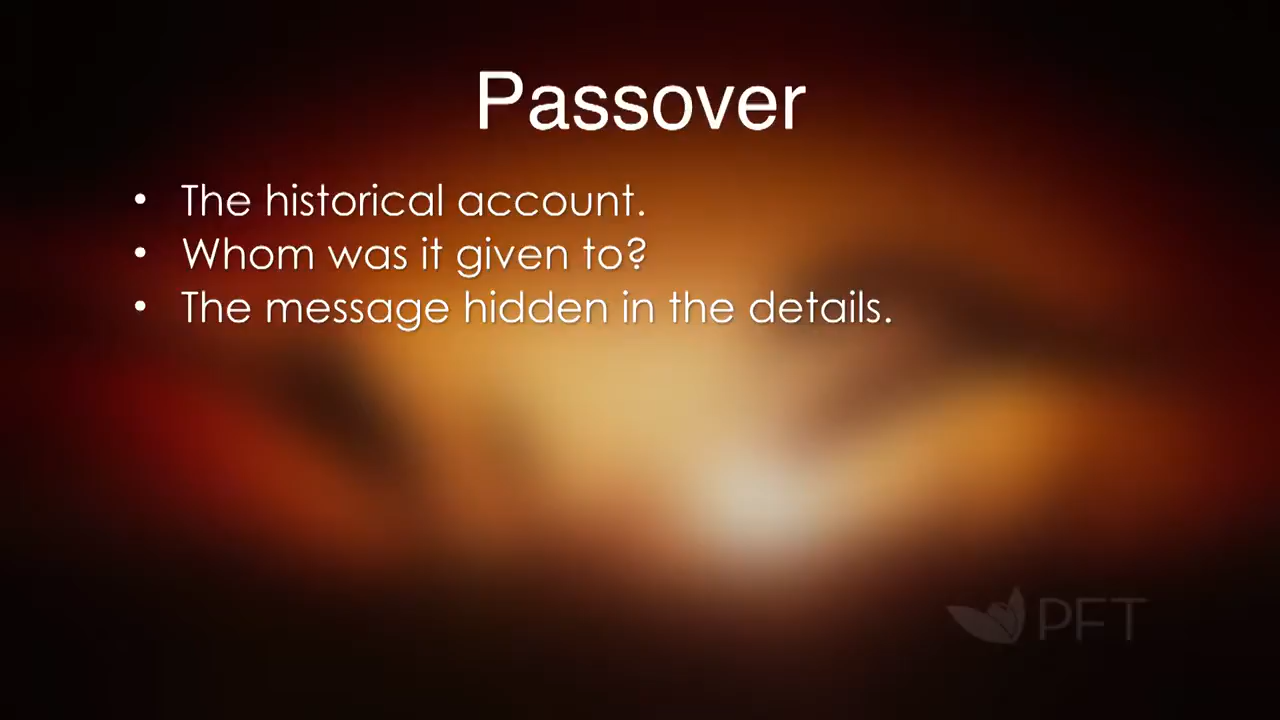 Passover
• The historical account.
• Whom was it given to?
• The message hidden in the details.
PFT